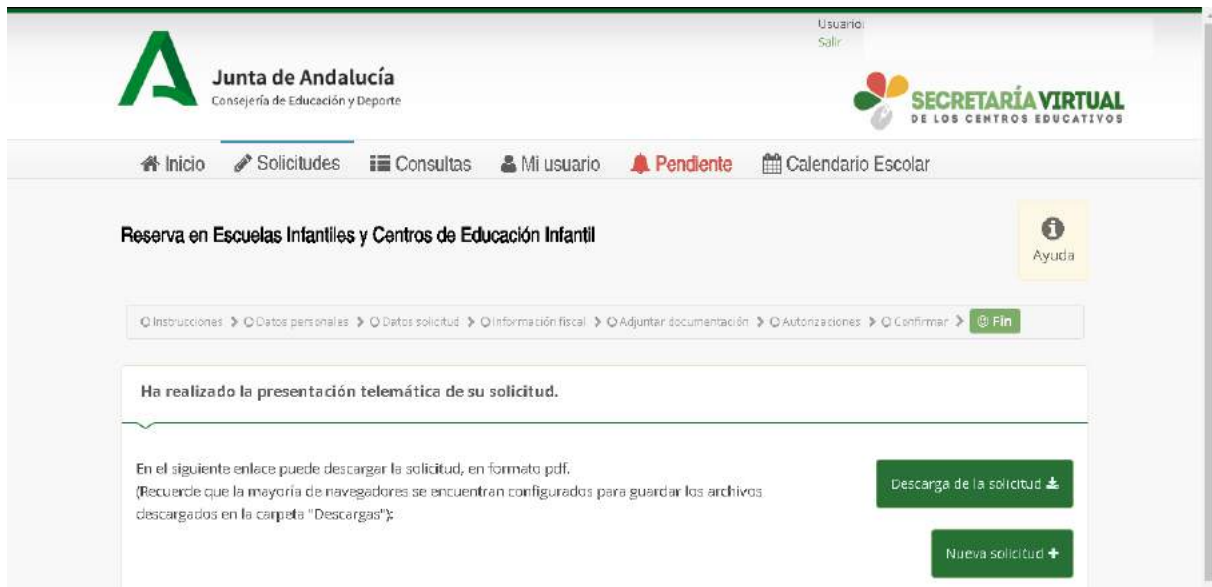 Usuario:
Salir
Junta de Andalucía
Consejería de Educación y Deporte
SECRETARÍA VIRTUAL
DE LOS CENTROS EDUCATIVOS
Inicio Solicitudes Consultas Mi usuario Pendiente Calendario Escolar
Reserva en Escuelas Infantiles y Centros de Educación Infantil
Ayuda
Instrucciones Datos personales Datos solicitud Información fiscal Adjuntar documentación Autorizaciones Confirmar Fin
Ha realizado la presentación telemática de su solicitud.
En el siguiente enlace puede descargar la solicitud, en formato pdf.
(Recuerde que la mayoría de navegadores se encuentran configurados para guardar los archivos
descargados en la carpeta "Descargas"):
Descarga de la solicitud
Nueva solicitud